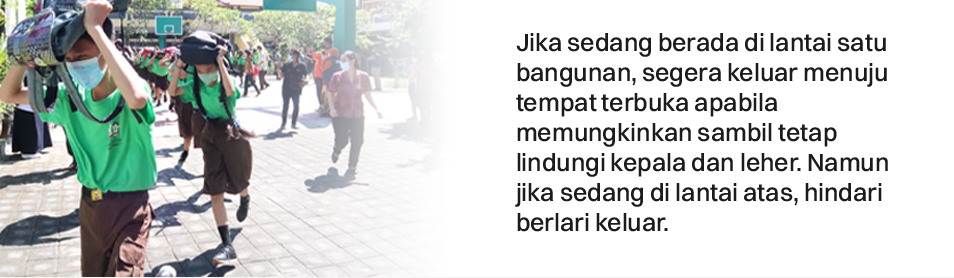 Jika sedang berada di lantai satu
bangunan, segera keluar menuju
tempat terbuka apabila
memungkinkan sambil tetap
lindungi kepala dan leher. Namun
jika sedang di lantai atas, hindari
berlari keluar.